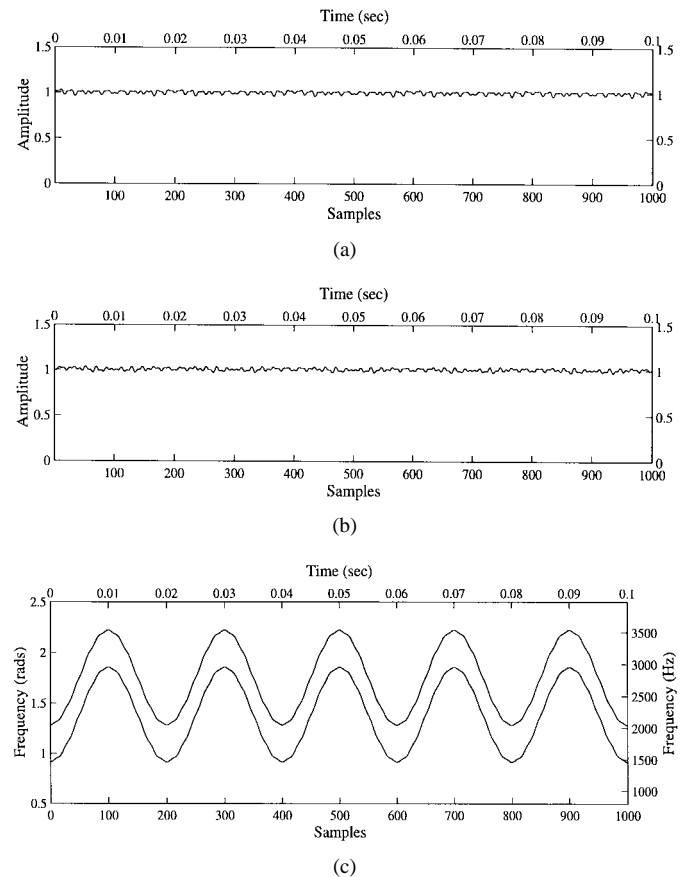 Time (sec)
0 0.01 0.02 0.03 0.04 0.05 0.06 0.07 0.08 0.09 0.1
1.5 1.5
1 1
0.5 0.5
0 0
Amplitude
100 200 300 400 500 600 700 800 900 1000
Samples
(a)
Time (sec)
0 0.01 0.02 0.03 0.04 0.05 0.06 0.07 0.08 0.09 0.1
1.5 1.5
1 1
0.5 0.5
0 0
Amplitude
100 200 300 400 500 600 700 800 900 1000
Samples
(b)
Time (sec)
0 0.01 0.02 0.03 0.04 0.05 0.06 0.07 0.08 0.09 0.1
2.5
3500
2
3000
2500
1.5
2000
1
1500
1000
0.5
Frequency (rads)
Frequency (Hz)
0 100 200 300 400 500 600 700 800 900 1000
Samples
(c)